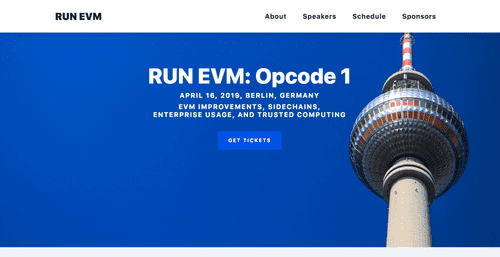 RUN EVM
About Speakers Schedule Sponsors
RUN EVM: Opcode 1
APRIL 16, 2019, BERLIN, GERMANY
EVM IMPROVEMENTS, SIDECHAINS,
ENTERPRISE USAGE, AND TRUSTED COMPUTING
GET TICKETS